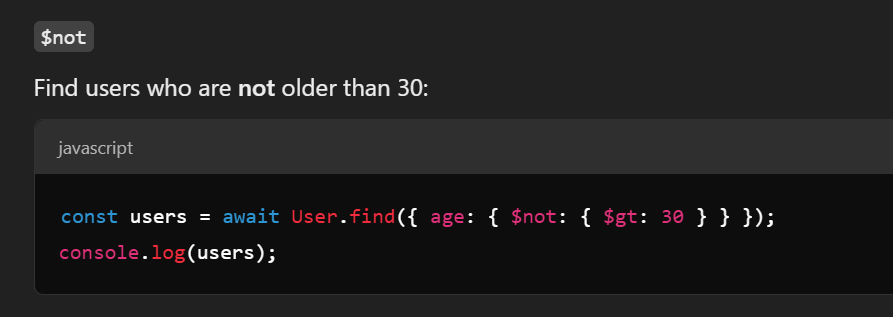 $not
Find users who are not older than 30:
javascript
const users = await User.find({ age: { $not: { $gt: 30 } } });
console.log(users);